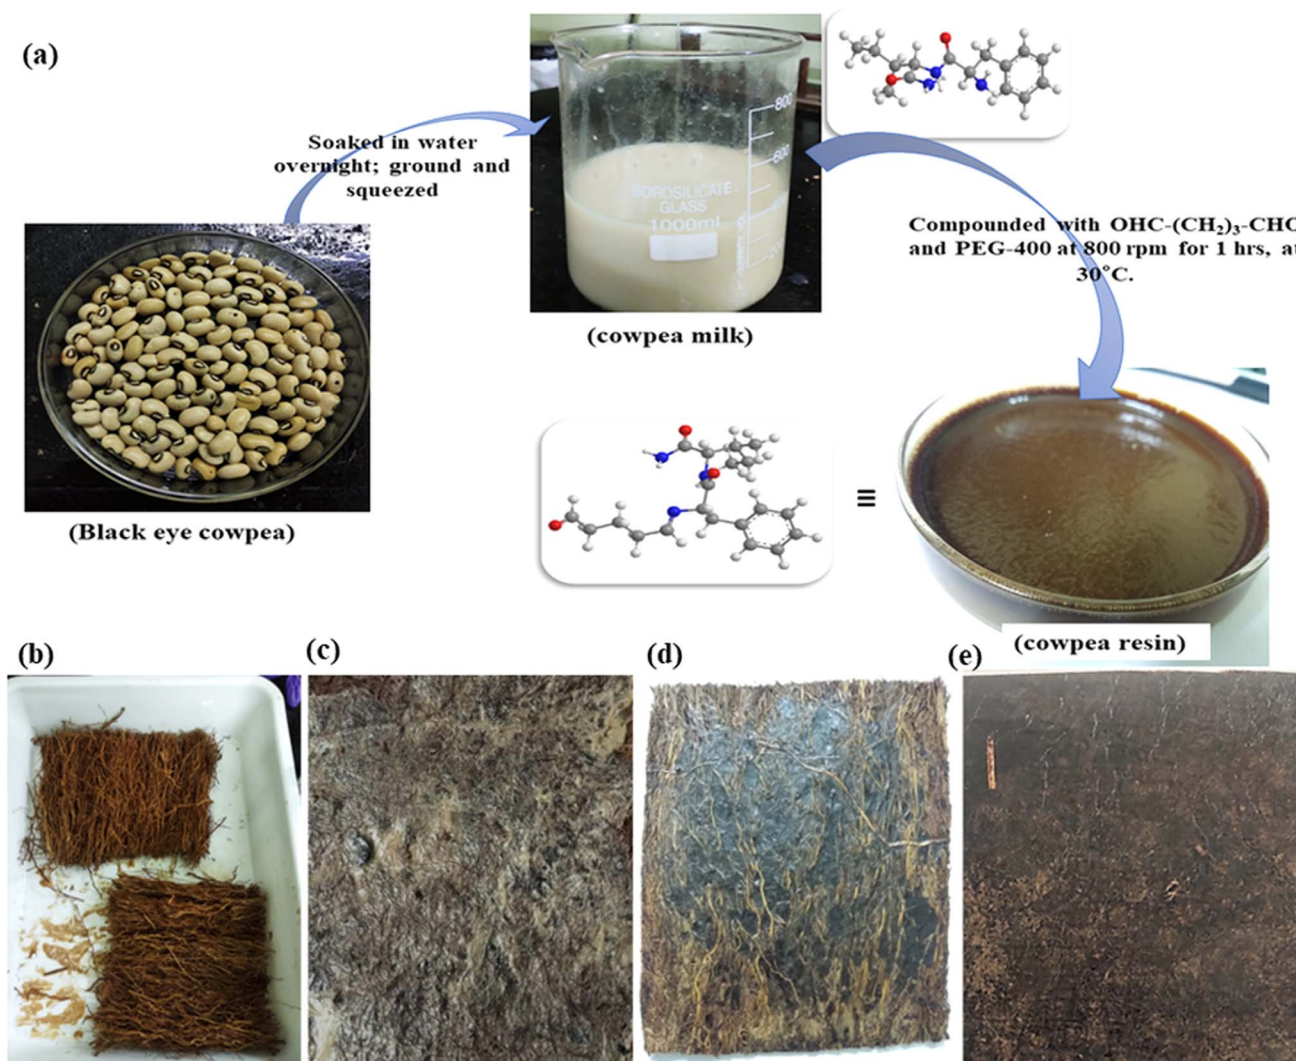 (a)
Soaked in water
overnight; ground and
squeezed
800
600
BOROSILICATE
GLASS
1000ml
(cowpea milk)
Compounded with OHC-(CH₂)₃-CHO
and PEG-400 at 800 rpm for 1 hrs, at
30°C.
(Black eye cowpea)
≡
(cowpea resin)
(b)
(c)
(d)
(e)